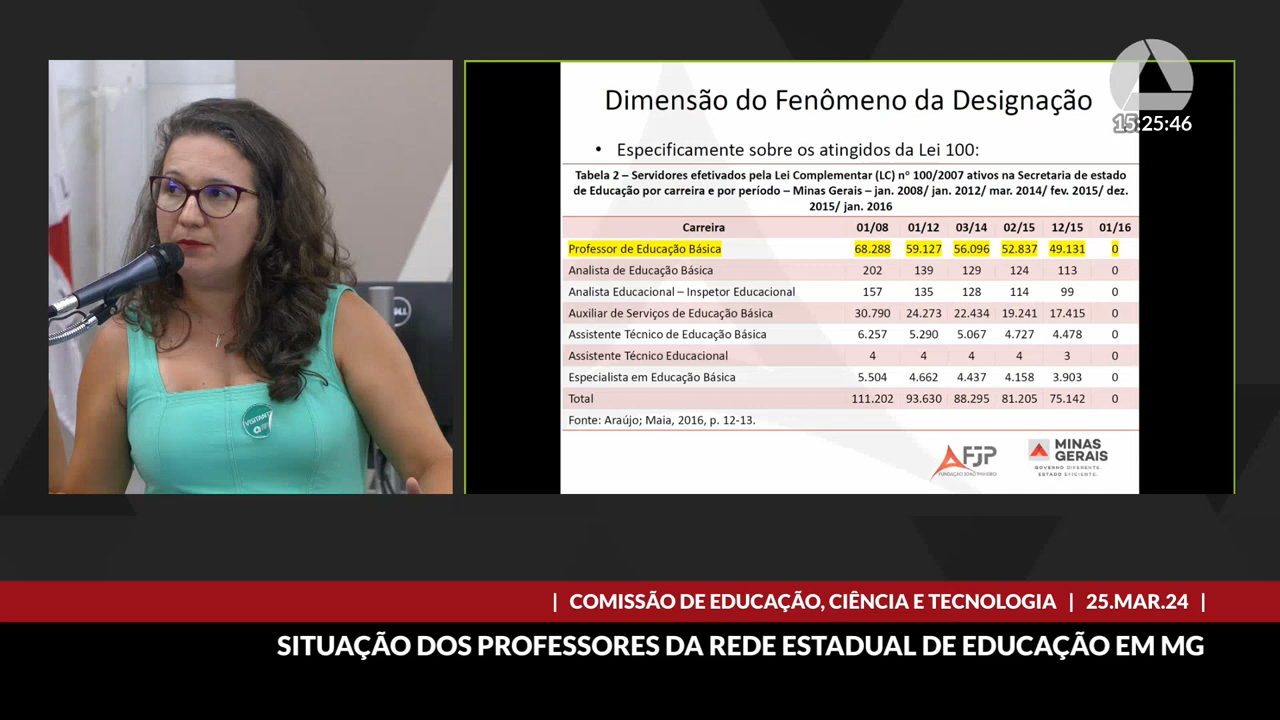 Dimensão do Fenômeno da Designação
15:25:46
• Especificamente sobre os atingidos da Lei 100:
Tabela 2 – Servidores efetivados pela Lei Complementar (LC) nº 100/2007 ativos na Secretaria de estado
de Educação por carreira e por período – Minas Gerais – jan. 2008/ jan. 2012/ mar. 2014/ fev. 2015/ dez.
2015/ jan. 2016
Carreira 01/08 01/12 03/14 02/15 12/15 01/16
Professor de Educação Básica 68.288 59.127 56.096 52.837 49.131 0
Analista de Educação Básica 202 139 129 124 113 0
Analista Educacional – Inspetor Educacional 157 135 128 114 99 0
Auxiliar de Serviços de Educação Básica 30.790 24.273 22.434 19.241 17.415 0
Assistente Técnico de Educação Básica 6.257 5.290 5.067 4.727 4.478 0
Assistente Técnico Educacional 4 4 4 4 3 0
Especialista em Educação Básica 5.504 4.662 4.437 4.158 3.903 0
Total 111.202 93.630 88.295 81.205 75.142 0
Fonte: Araújo; Maia, 2016, p. 12-13.
FJP
FUNDAÇÃO JOÃO PINHEIRO
MINAS
GERAIS
GOVERNO DIFERENTE.
ESTADO EFICIENTE.
DELL
VISITANTE
| COMISSÃO DE EDUCAÇÃO, CIÊNCIA E TECNOLOGIA | 25.MAR.24 |
SITUAÇÃO DOS PROFESSORES DA REDE ESTADUAL DE EDUCAÇÃO EM MG